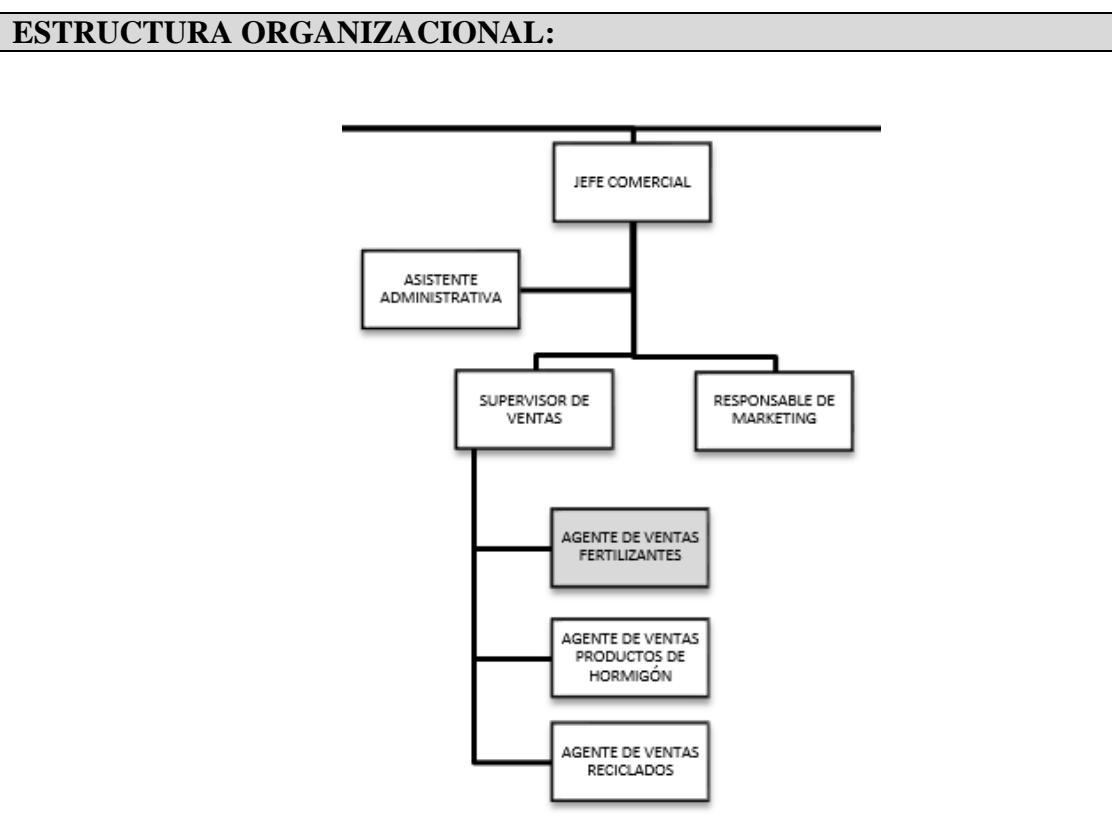 ESTRUCTURA ORGANIZACIONAL:
JEFE COMERCIAL
ASISTENTE
ADMINISTRATIVA
SUPERVISOR DE
VENTAS
RESPONSABLE DE
MARKETING
AGENTE DE VENTAS
FERTILIZANTES
AGENTE DE VENTAS
PRODUCTOS DE
HORMIGÓN
AGENTE DE VENTAS
RECICLADOS